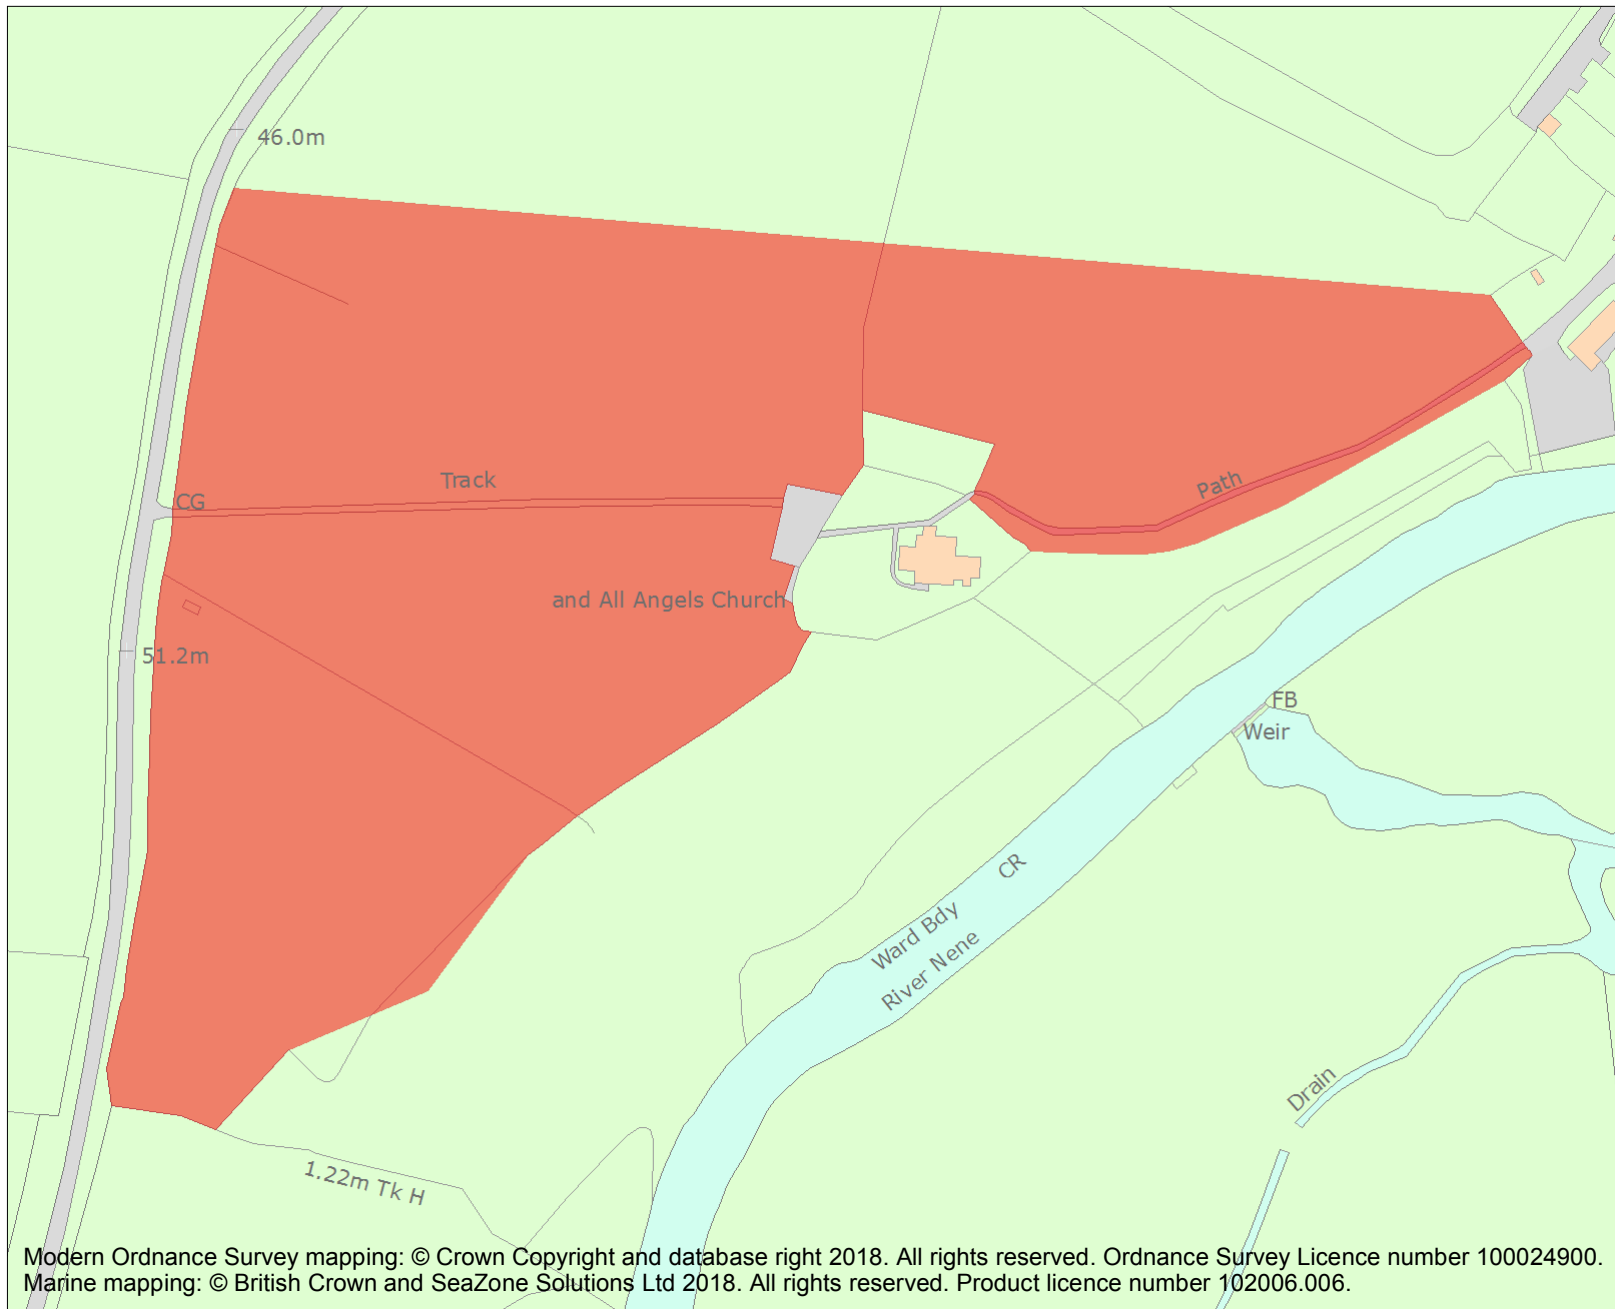 46.0m
Track
CG
Path
and All Angels Church
51.2m
FB
Weir
CR
Ward Bdy
River Nene
Drain
1.22m Tk H
Modern Ordnance Survey mapping: © Crown Copyright and database right 2018. All rights reserved. Ordnance Survey Licence number 100024900.
Marine mapping: © British Crown and SeaZone Solutions Ltd 2018. All rights reserved. Product licence number 102006.006.